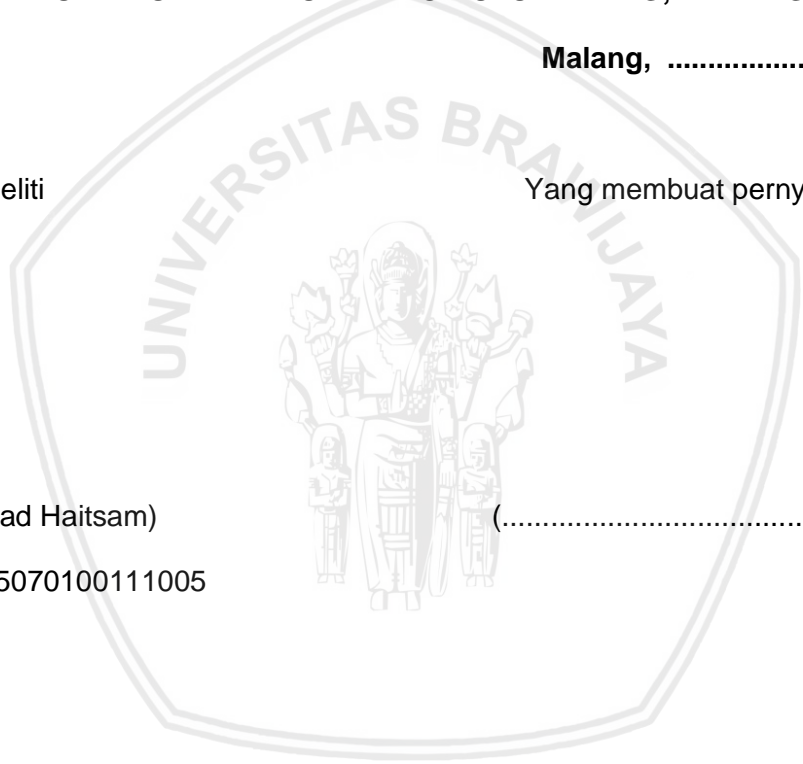 Malang, ..................
eliti Yang membuat perny
UNIVERSITAS BRAWIJAYA
ad Haitsam) (.....................................
5070100111005